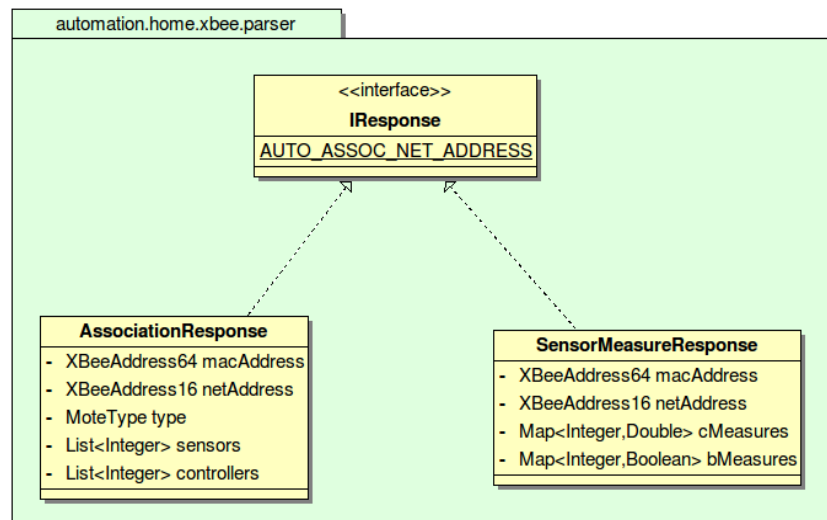 automation.home.xbee.parser
<<interface>>
IResponse
AUTO_ASSOC_NET_ADDRESS
AssociationResponse
- XBeeAddress64 macAddress
- XBeeAddress16 netAddress
- MoteType type
- List<Integer> sensors
- List<Integer> controllers
SensorMeasureResponse
- XBeeAddress64 macAddress
- XBeeAddress16 netAddress
- Map<Integer,Double> cMeasures
- Map<Integer,Boolean> bMeasures